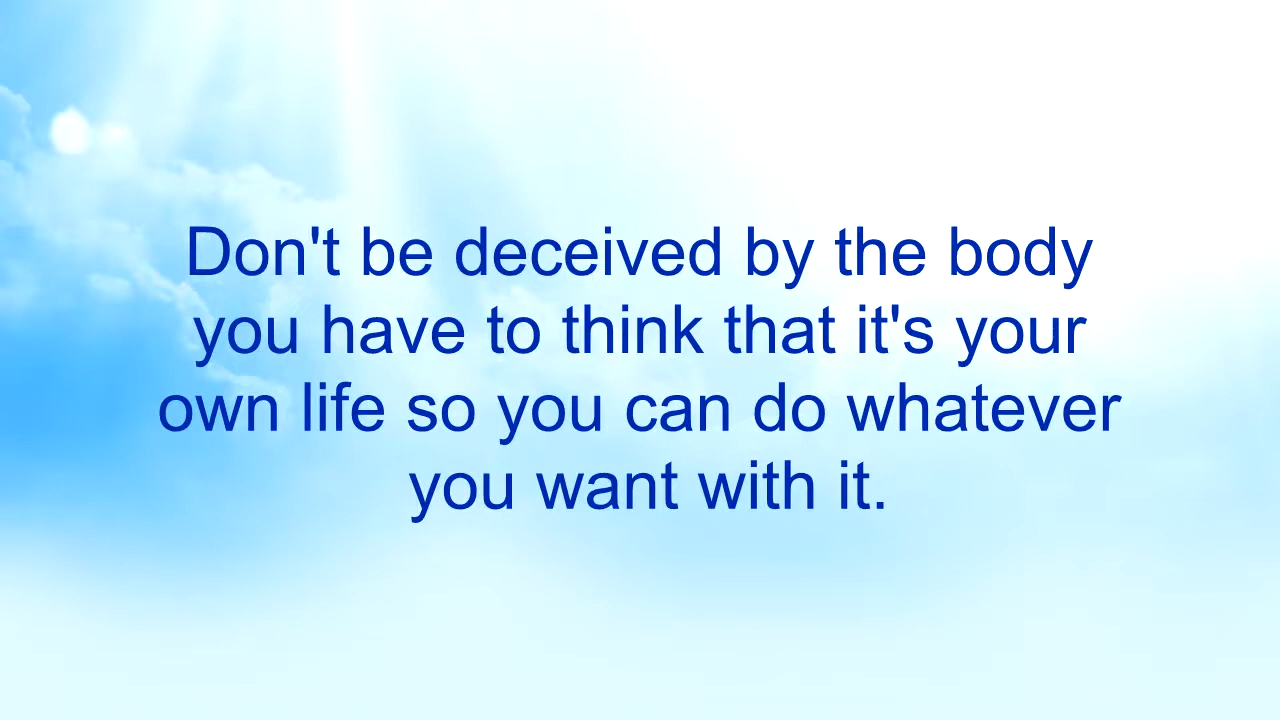 Don't be deceived by the body
you have to think that it's your
own life so you can do whatever
you want with it.